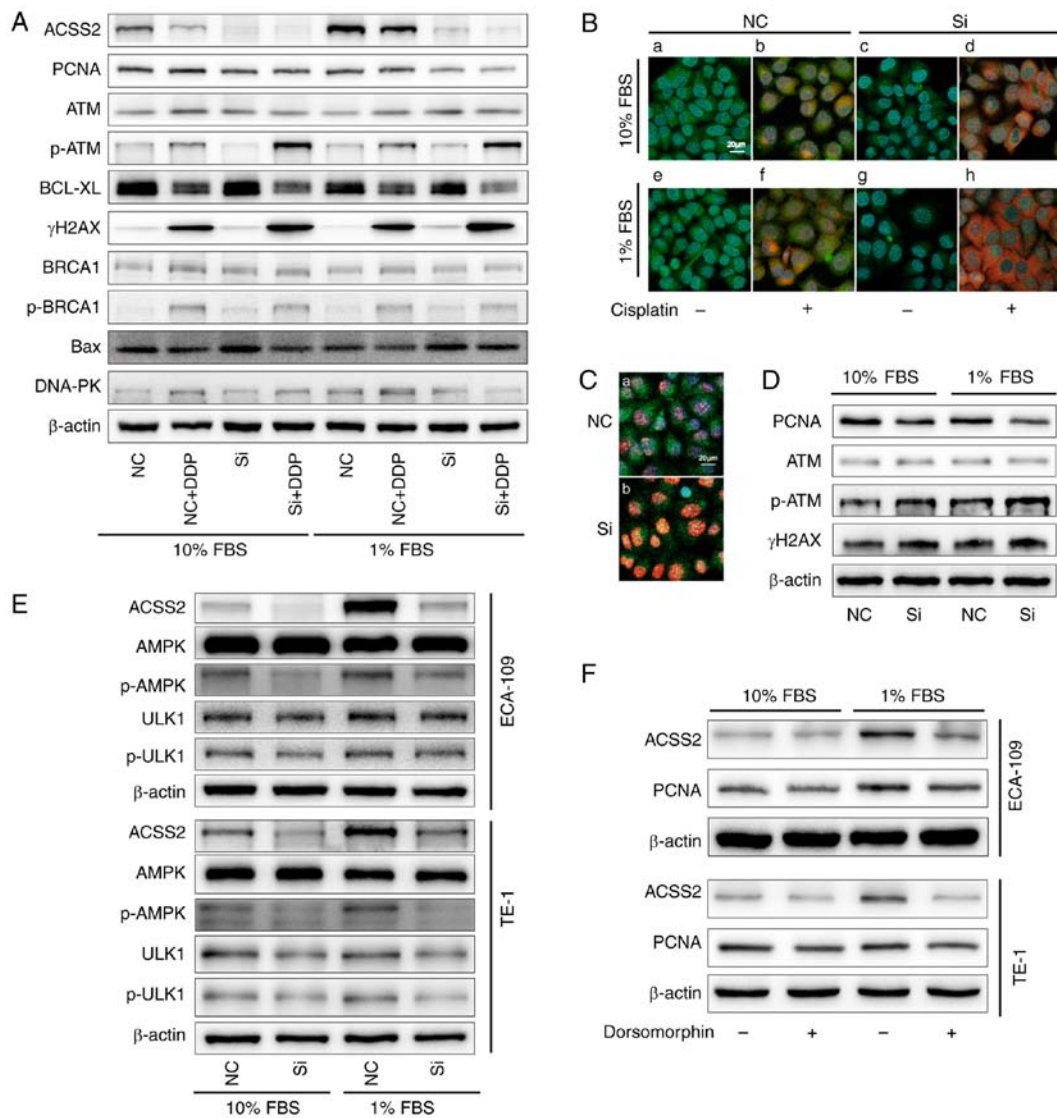 A
ACSS2
PCNA
ATM
p-ATM
BCL-XL
γH2AX
BRCA1
p-BRCA1
Bax
DNA-PK
β-actin
NC
NC+DDP
Si
Si+DDP
NC
NC+DDP
Si
Si+DDP
10% FBS
1% FBS
B
NC
Si
a
b
c
d
10% FBS
20μm
e
f
g
h
1% FBS
Cisplatin
–
+
–
+
C
NC
a
20μm
Si
b
D
10% FBS
1% FBS
PCNA
ATM
p-ATM
γH2AX
β-actin
NC
Si
NC
Si
E
ACSS2
AMPK
p-AMPK
ULK1
p-ULK1
β-actin
ECA-109
ACSS2
AMPK
p-AMPK
ULK1
p-ULK1
β-actin
TE-1
NC
Si
NC
Si
10% FBS
1% FBS
F
10% FBS
1% FBS
ACSS2
PCNA
β-actin
ECA-109
ACSS2
PCNA
β-actin
TE-1
Dorsomorphin
–
+
–
+